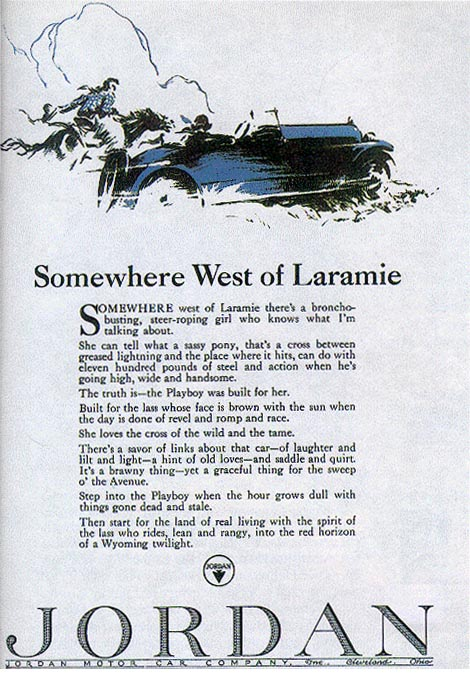 Somewhere West of Laramie
SOMEWHERE west of Laramie there's a broncho-
busting, steer-roping girl who knows what I'm
talking about.
She can tell what a sassy pony, that's a cross between
greased lightning and the place where it hits, can do with
eleven hundred pounds of steel and action when he's
going high, wide and handsome.
The truth is—the Playboy was built for her.
Built for the lass whose face is brown with the sun when
the day is done of revel and romp and race.
She loves the cross of the wild and the tame.
There's a savor of links about that car—of laughter and
lilt and light—a hint of old loves—and saddle and quirt.
It's a brawny thing—yet a graceful thing for the sweep
o' the Avenue.
Step into the Playboy when the hour grows dull with
things gone dead and stale.
Then start for the land of real living with the spirit of
the lass who rides, lean and rangy, into the red horizon
of a Wyoming twilight.
JORDAN
JORDAN
JORDAN MOTOR CAR COMPANY, Inc., Cleveland, Ohio